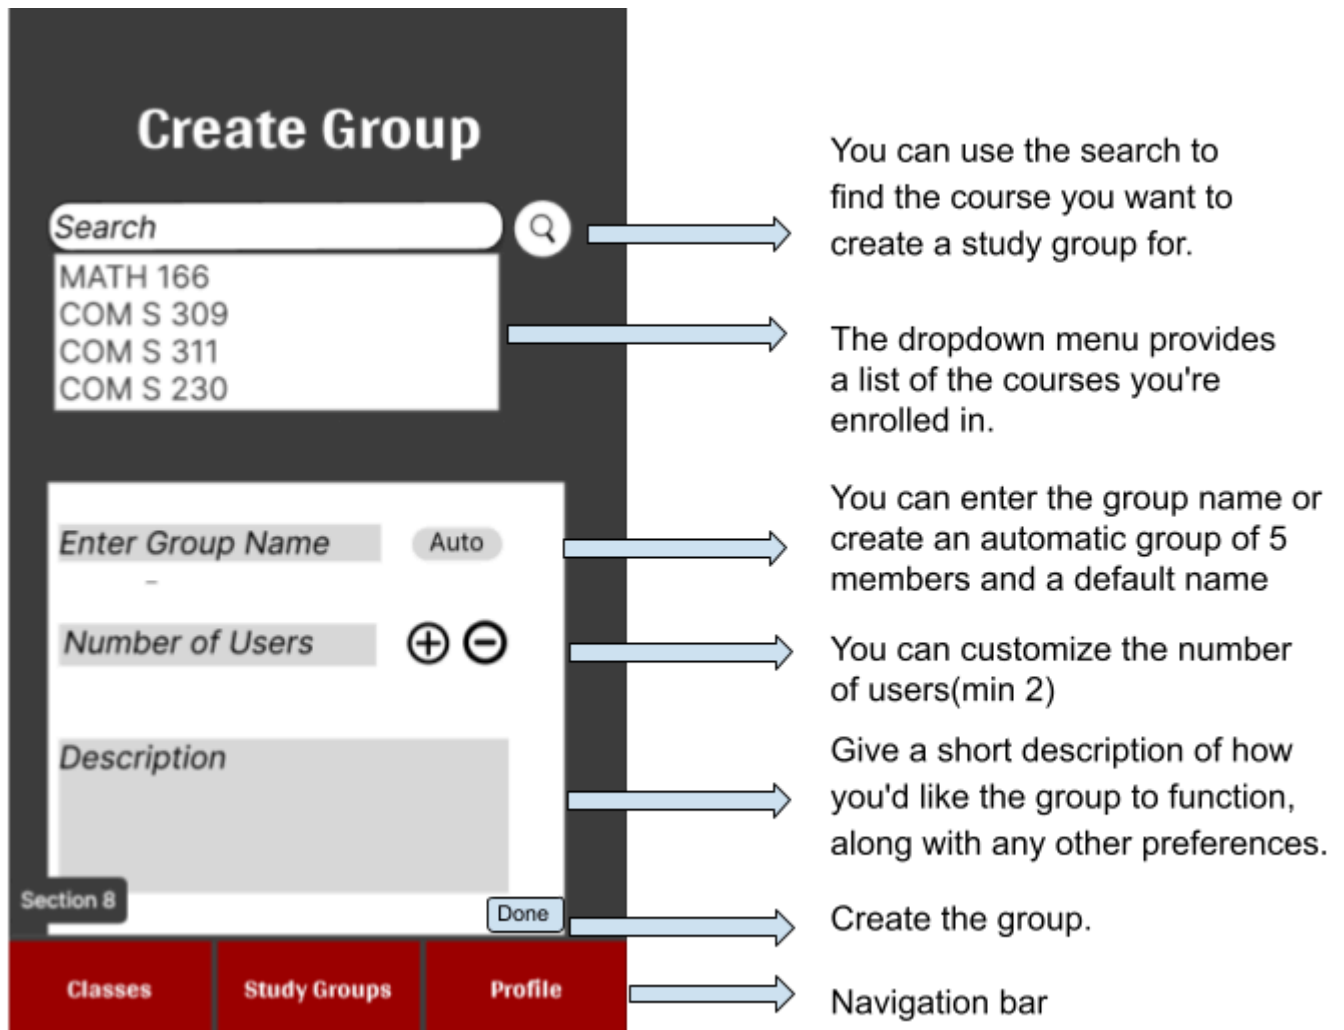 Create Group
Search
MATH 166
COM S 309
COM S 311
COM S 230
Enter Group Name
Auto
Number of Users
Description
Section 8
Done
Classes
Study Groups
Profile
You can use the search to
find the course you want to
create a study group for.
The dropdown menu provides
a list of the courses you're
enrolled in.
You can enter the group name or
create an automatic group of 5
members and a default name
You can customize the number
of users(min 2)
Give a short description of how
you'd like the group to function,
along with any other preferences.
Create the group.
Navigation bar